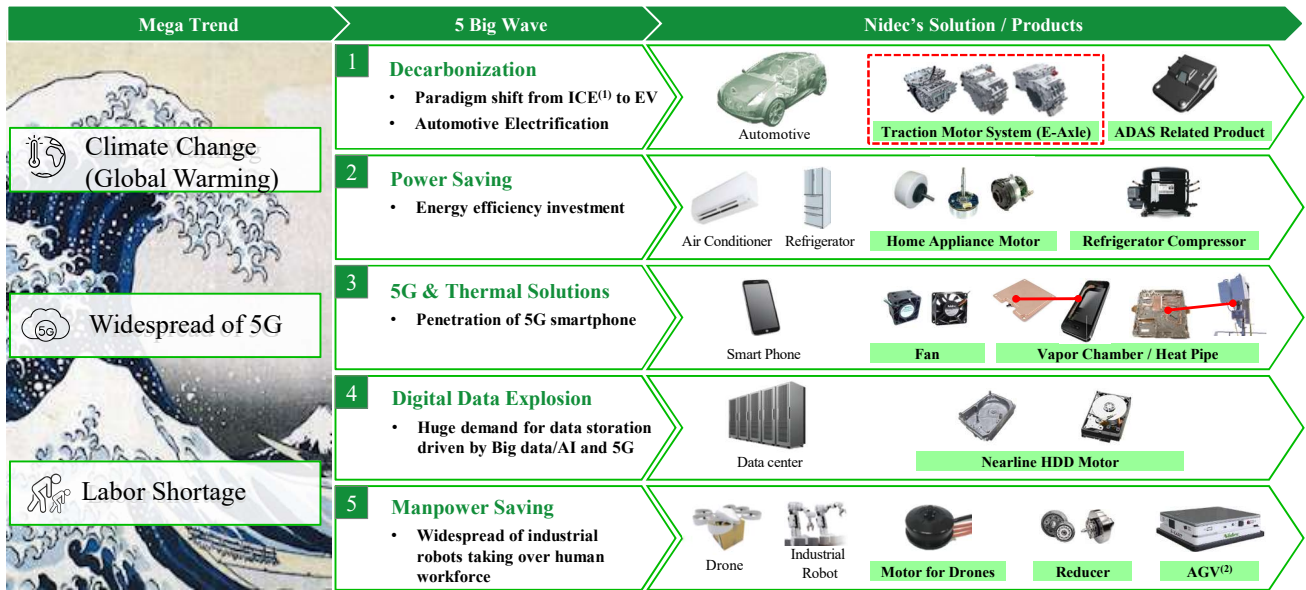 Mega Trend
5 Big Wave
Nidec's Solution / Products
Climate Change
(Global Warming)
5G
Widespread of 5G
Labor Shortage
1
Decarbonization
• Paradigm shift from ICE(1) to EV
• Automotive Electrification
Automotive
Traction Motor System (E-Axle)
ADAS Related Product
2
Power Saving
• Energy efficiency investment
Air Conditioner
Refrigerator
Home Appliance Motor
Refrigerator Compressor
3
5G & Thermal Solutions
• Penetration of 5G smartphone
Smart Phone
Fan
Vapor Chamber / Heat Pipe
4
Digital Data Explosion
• Huge demand for data storation
driven by Big data/AI and 5G
Data center
Nearline HDD Motor
5
Manpower Saving
• Widespread of industrial
robots taking over human
workforce
Drone
Industrial
Robot
Motor for Drones
Reducer
AGV(2)